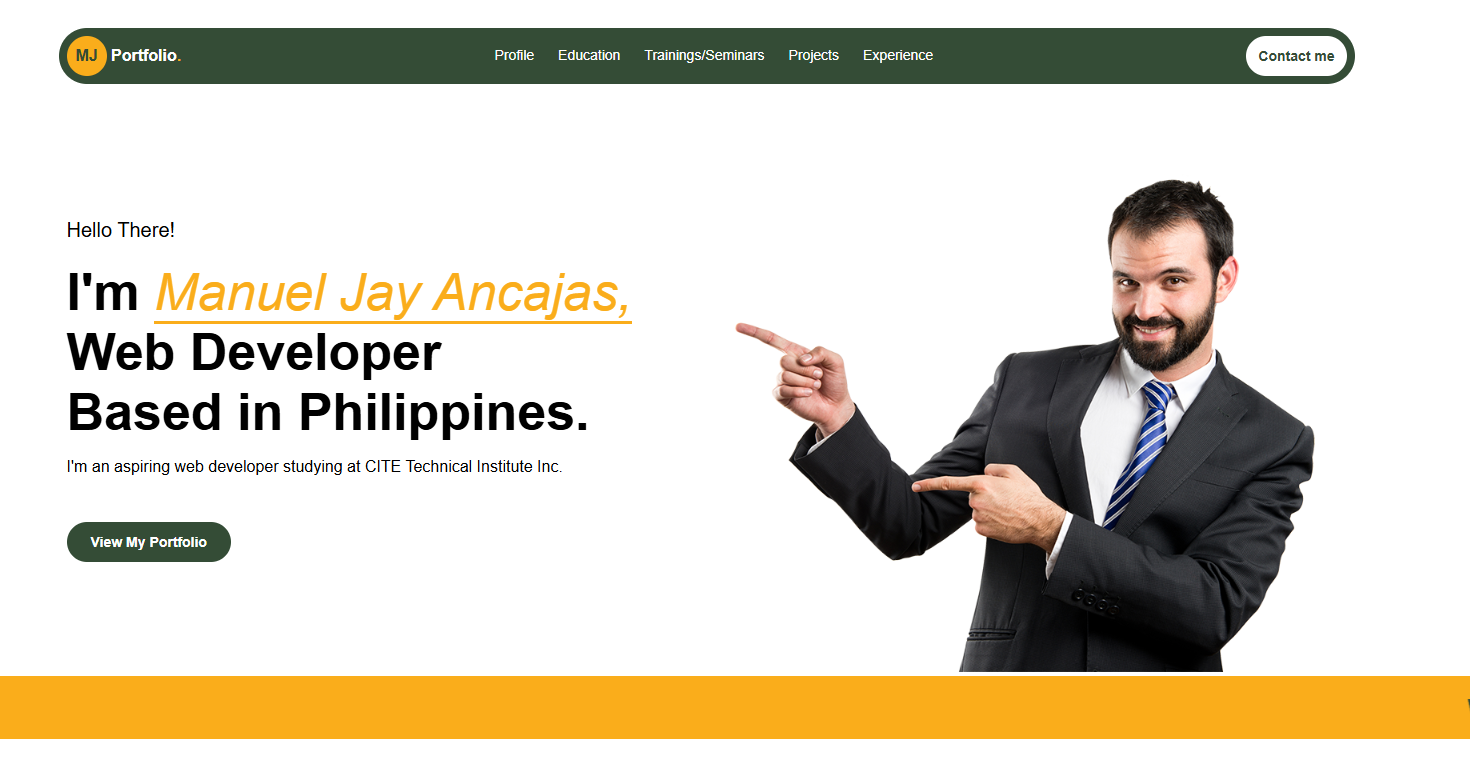 MJ Portfolio. Profile Education Trainings/Seminars Projects Experience Contact me
Hello There!
I'm Manuel Jay Ancajas,
Web Developer
Based in Philippines.
I'm an aspiring web developer studying at CITE Technical Institute Inc.
View My Portfolio